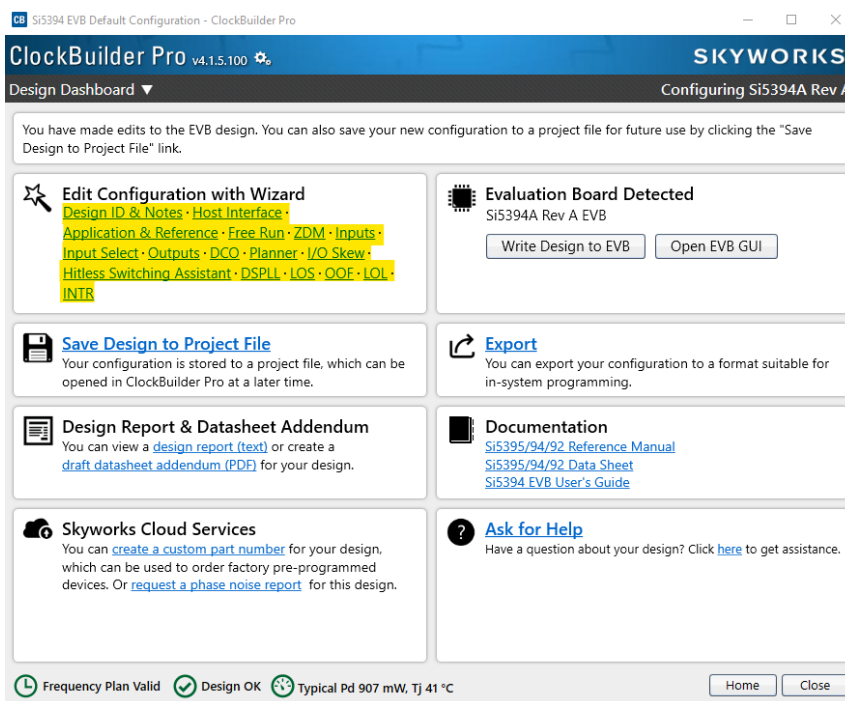 CB Si5394 EVB Default Configuration - ClockBuilder Pro
ClockBuilder Pro v4.1.5.100
SKYWORKS
Design Dashboard ▼
Configuring Si5394A Rev A
You have made edits to the EVB design. You can also save your new configuration to a project file for future use by clicking the "Save
Design to Project File" link.
Edit Configuration with Wizard
Design ID & Notes · Host Interface ·
Application & Reference · Free Run · ZDM · Inputs ·
Input Select · Outputs · DCO · Planner · I/O Skew ·
Hitless Switching Assistant · DSPLL · LOS · OOF · LOL ·
INTR
Evaluation Board Detected
Si5394A Rev A EVB
Write Design to EVB
Open EVB GUI
Save Design to Project File
Your configuration is stored to a project file, which can be
opened in ClockBuilder Pro at a later time.
Export
You can export your configuration to a format suitable for
in-system programming.
Design Report & Datasheet Addendum
You can view a design report (text) or create a
draft datasheet addendum (PDF) for your design.
Documentation
Si5395/94/92 Reference Manual
Si5395/94/92 Data Sheet
Si5394 EVB User's Guide
Skyworks Cloud Services
You can create a custom part number for your design,
which can be used to order factory pre-programmed
devices. Or request a phase noise report for this design.
? Ask for Help
Have a question about your design? Click here to get assistance.
Frequency Plan Valid
Design OK
Typical Pd 907 mW, Tj 41 °C
Home
Close